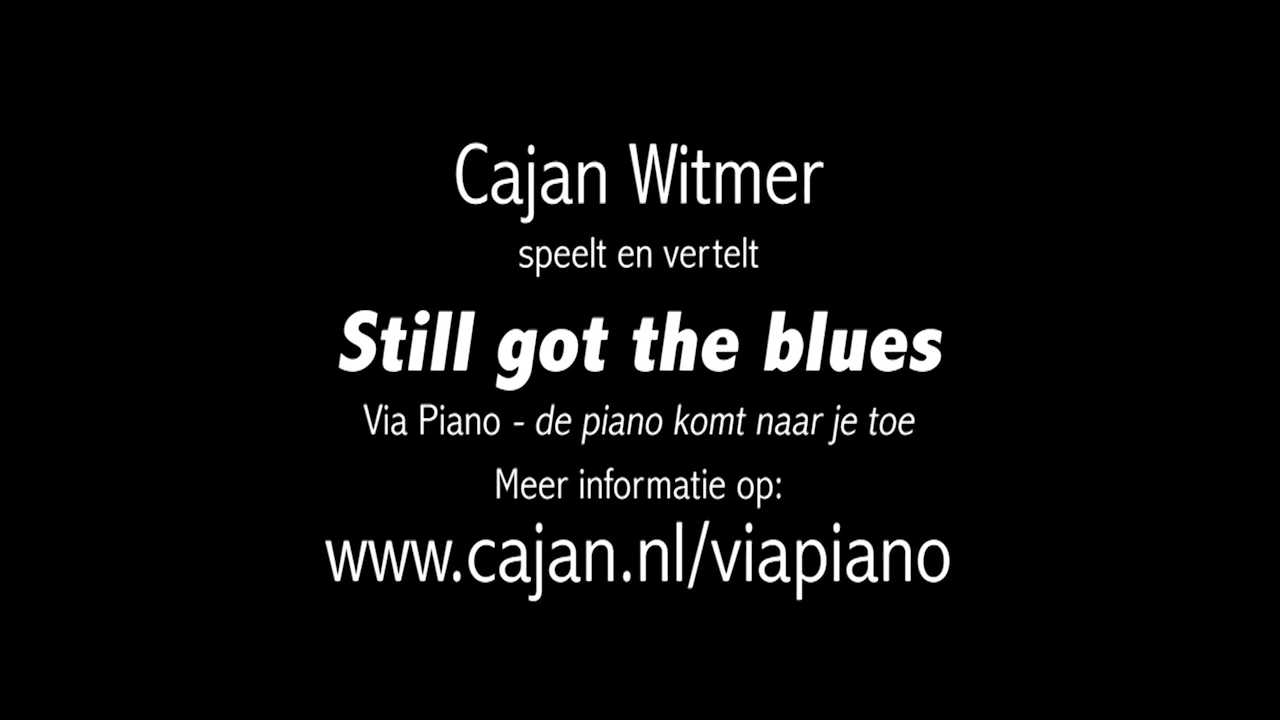 Cajan Witmer
speelt en vertelt
Still got the blues
Via Piano - de piano komt naar je toe
Meer informatie op:
www.cajan.nl/viapiano